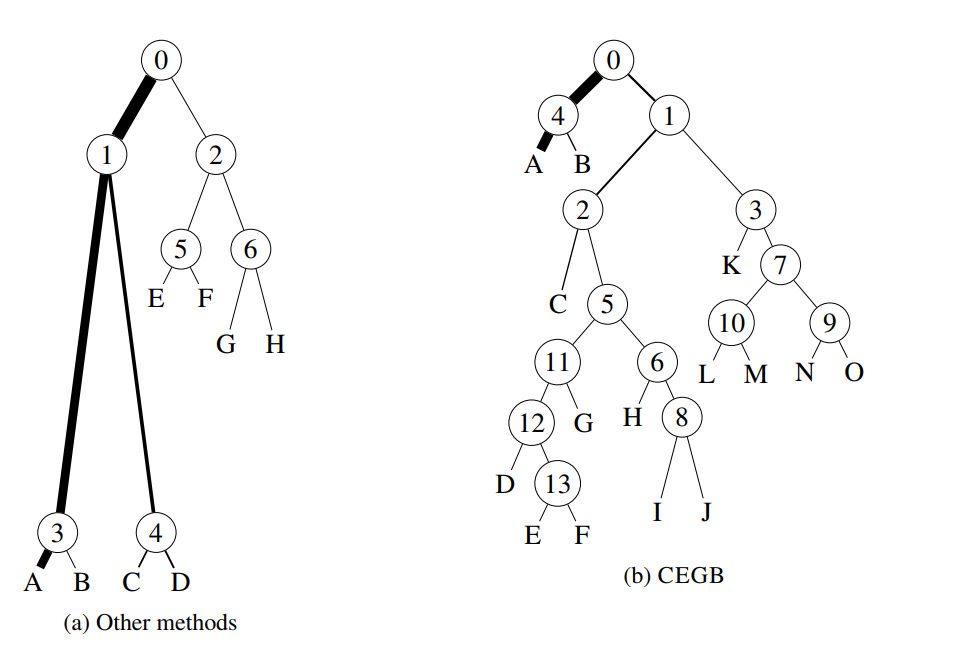 0
0
4
1
1
2
A
B
2
3
5
6
K
7
E
F
C
5
10
9
G
H
11
6
L
M
N
O
12
G
H
8
D
13
3
4
I
J
E
F
A
B
C
D
(b) CEGB
(a) Other methods